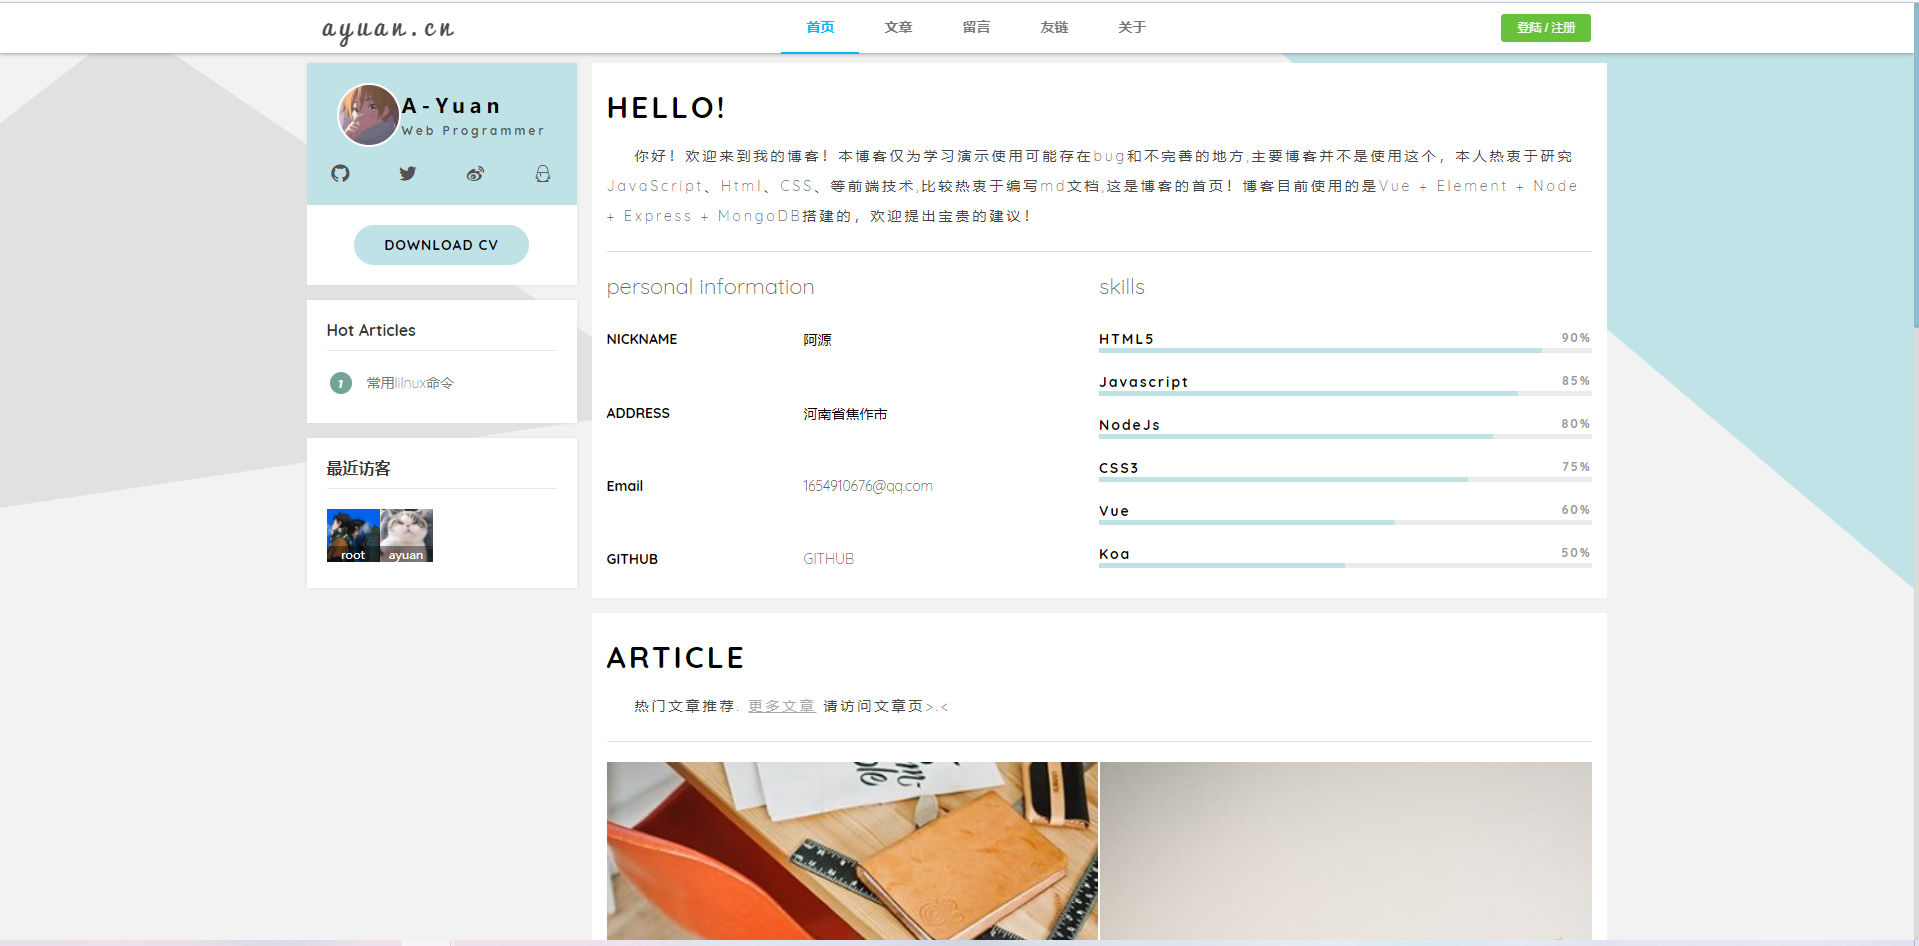 ayuan.cn
首页
文章
留言
友链
关于
登陆 / 注册
A-Yuan
Web Programmer
DOWNLOAD CV
Hot Articles
1
常用lilnux命令
最近访客
root
ayuan
HELLO!
你好！欢迎来到我的博客！本博客仅为学习演示使用可能存在bug和不完善的地方,主要博客并不是使用这个，本人热衷于研究
JavaScript、Html、CSS、等前端技术,比较热衷于编写md文档,这是博客的首页！博客目前使用的是Vue + Element + Node
+ Express + MongoDB搭建的，欢迎提出宝贵的建议！
personal information
NICKNAME 阿源
ADDRESS 河南省焦作市
Email 1654910676@qq.com
GITHUB GITHUB
skills
HTML5 90%
Javascript 85%
NodeJs 80%
CSS3 75%
Vue 60%
Koa 50%
ARTICLE
热门文章推荐. 更多文章 请访问文章页>.<